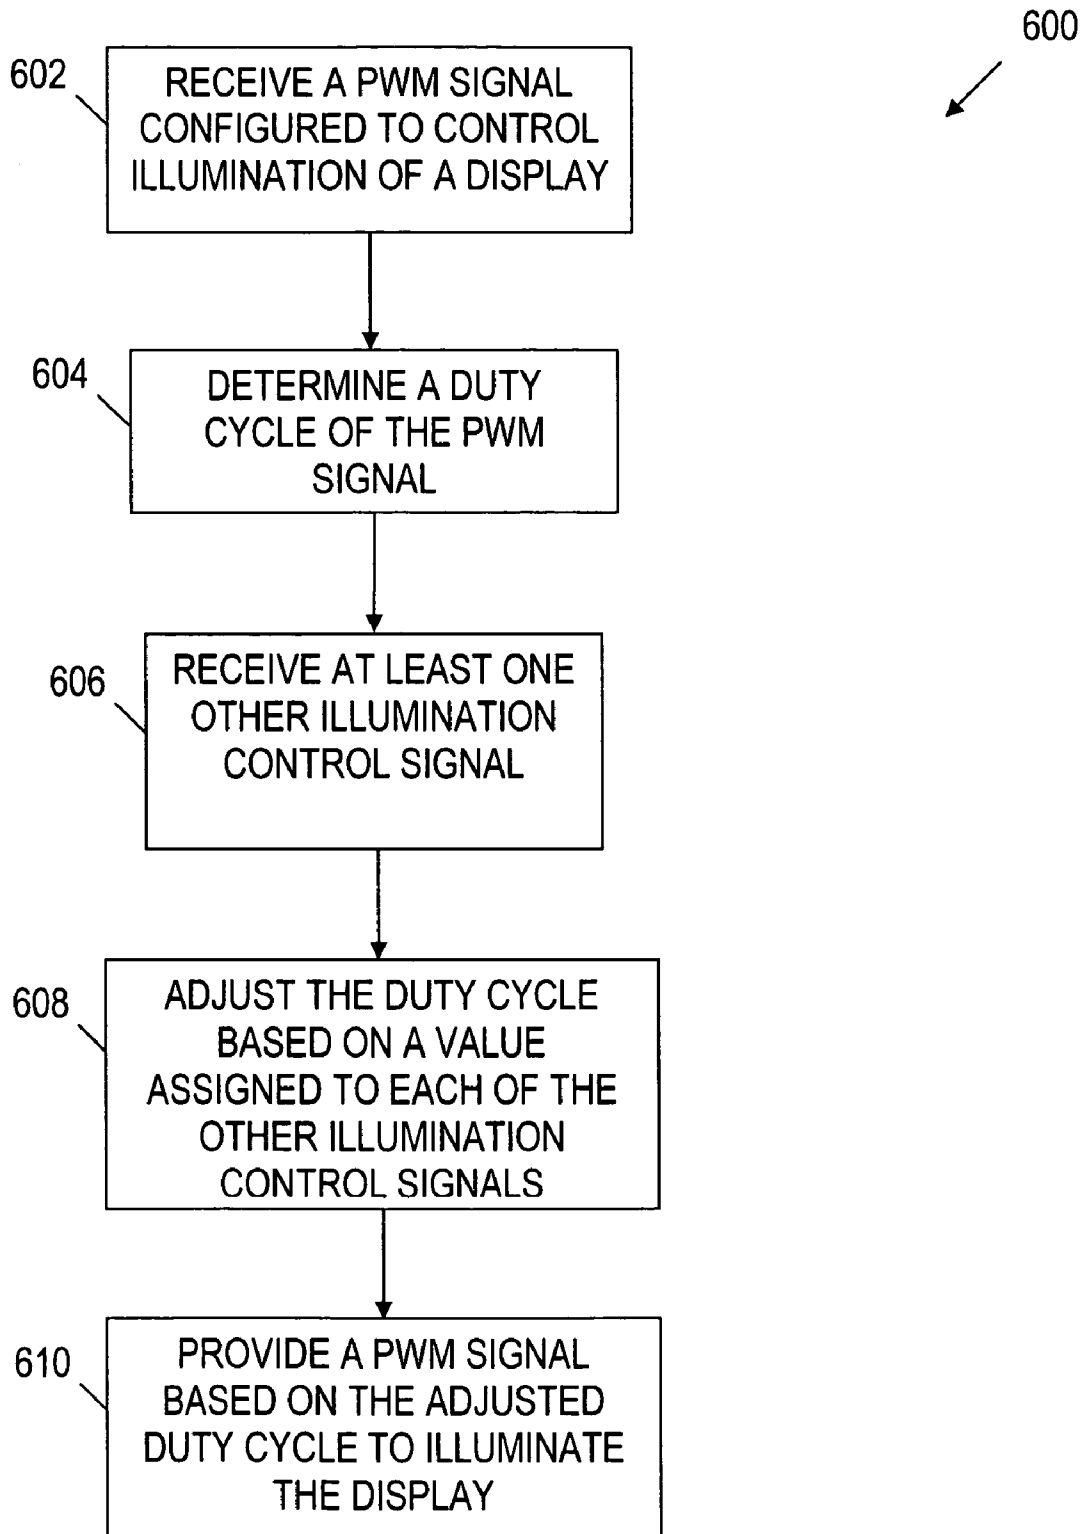 600
602
RECEIVE A PWM SIGNAL
CONFIGURED TO CONTROL
ILLUMINATION OF A DISPLAY
604
DETERMINE A DUTY
CYCLE OF THE PWM
SIGNAL
606
RECEIVE AT LEAST ONE
OTHER ILLUMINATION
CONTROL SIGNAL
608
ADJUST THE DUTY CYCLE
BASED ON A VALUE
ASSIGNED TO EACH OF THE
OTHER ILLUMINATION
CONTROL SIGNALS
610
PROVIDE A PWM SIGNAL
BASED ON THE ADJUSTED
DUTY CYCLE TO ILLUMINATE
THE DISPLAY